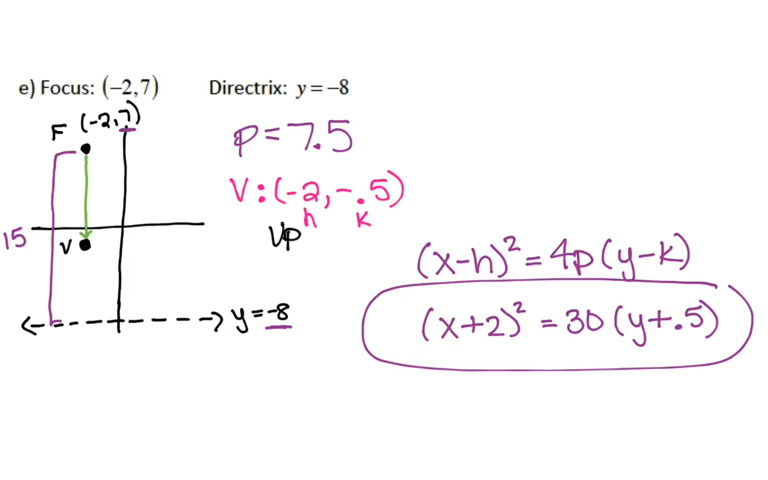 e) Focus: (−2,7) Directrix: y = −8
F (-2,7)
p = 7.5
V : (-2, -.5)
h k
15 V
Up
(x-h)² = 4p(y-k)
y = -8
(x+2)² = 30(y+.5)